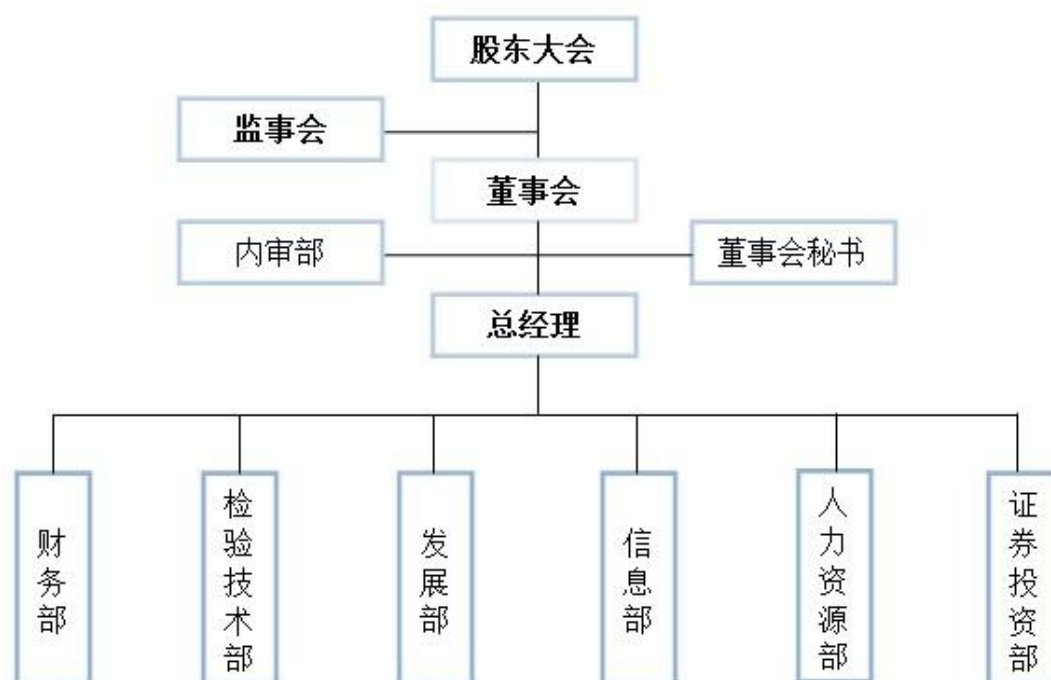 股东大会
监事会
董事会
内审部
董事会秘书
总经理
财务部
检验技术部
发展部
信息部
人力资源部
证券投资部